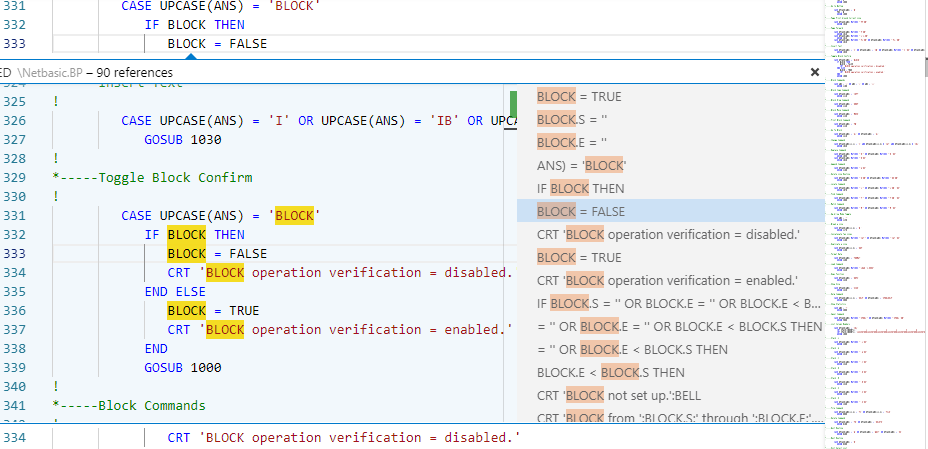 331 CASE UPCASE(ANS) = 'BLOCK'
332 IF BLOCK THEN
333 BLOCK = FALSE
ED \Netbasic.BP – 90 references
324 Insert Text
325 !
326 CASE UPCASE(ANS) = 'I' OR UPCASE(ANS) = 'IB' OR UPCA
327 GOSUB 1030
328 !
329 *-----Toggle Block Confirm
330 !
331 CASE UPCASE(ANS) = 'BLOCK'
332 IF BLOCK THEN
333 BLOCK = FALSE
334 CRT 'BLOCK operation verification = disabled.
335 END ELSE
336 BLOCK = TRUE
337 CRT 'BLOCK operation verification = enabled.'
338 END
339 GOSUB 1000
340 !
341 *-----Block Commands
BLOCK = TRUE
BLOCK.S = ''
BLOCK.E = ''
ANS) = 'BLOCK'
IF BLOCK THEN
BLOCK = FALSE
CRT 'BLOCK operation verification = disabled.'
BLOCK = TRUE
CRT 'BLOCK operation verification = enabled.'
IF BLOCK.S = '' OR BLOCK.E = '' OR BLOCK.E < B...
= '' OR BLOCK.E = '' OR BLOCK.E < BLOCK.S THEN
= '' OR BLOCK.E < BLOCK.S THEN
BLOCK.E < BLOCK.S THEN
CRT 'BLOCK not set up.':BELL
CRT 'BLOCK from ':BLOCK.S:' through ':BLOCK.E:'
334 CRT 'BLOCK operation verification = disabled.'